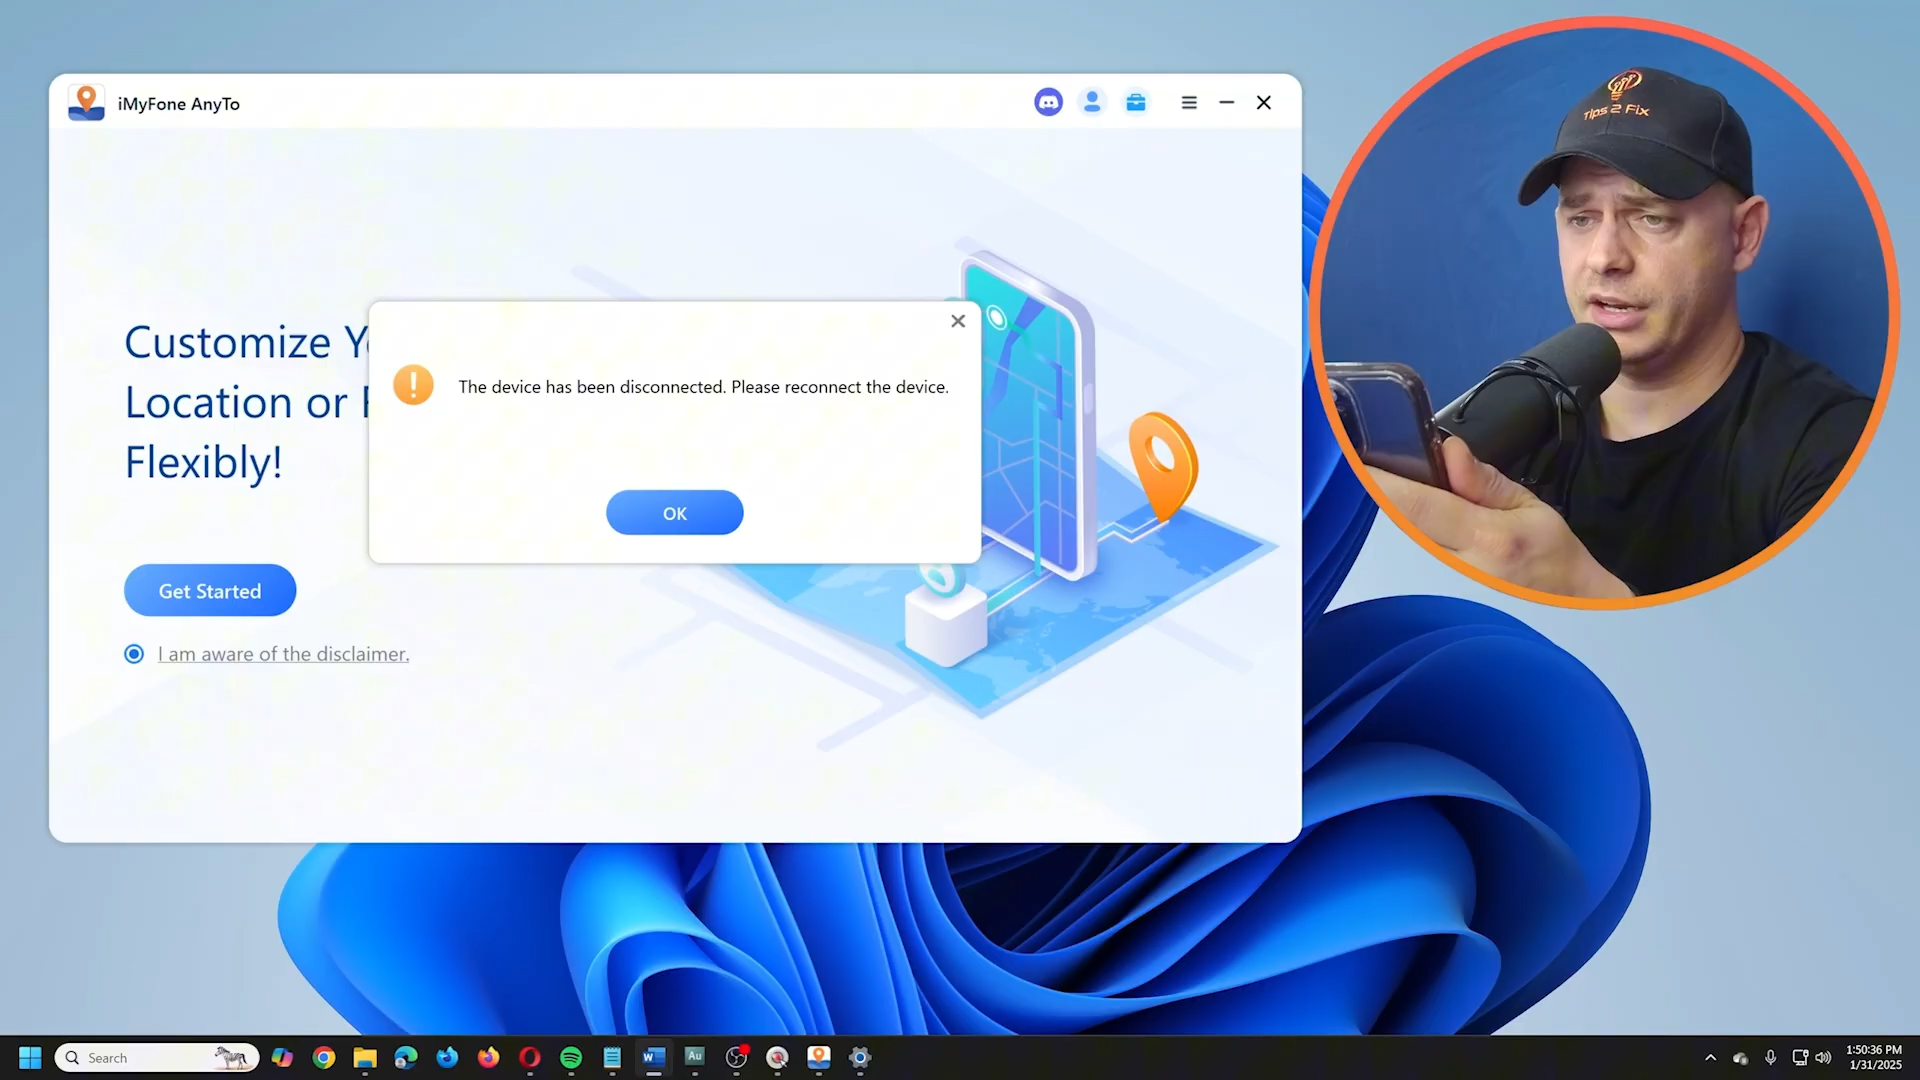 iMyFone AnyTo
Tips 2 Fix
Customize Y
Location or
Flexibly!
The device has been disconnected. Please reconnect the device.
OK
Get Started
I am aware of the disclaimer.
Search
W
Au
1:50:36 PM
1/31/2025